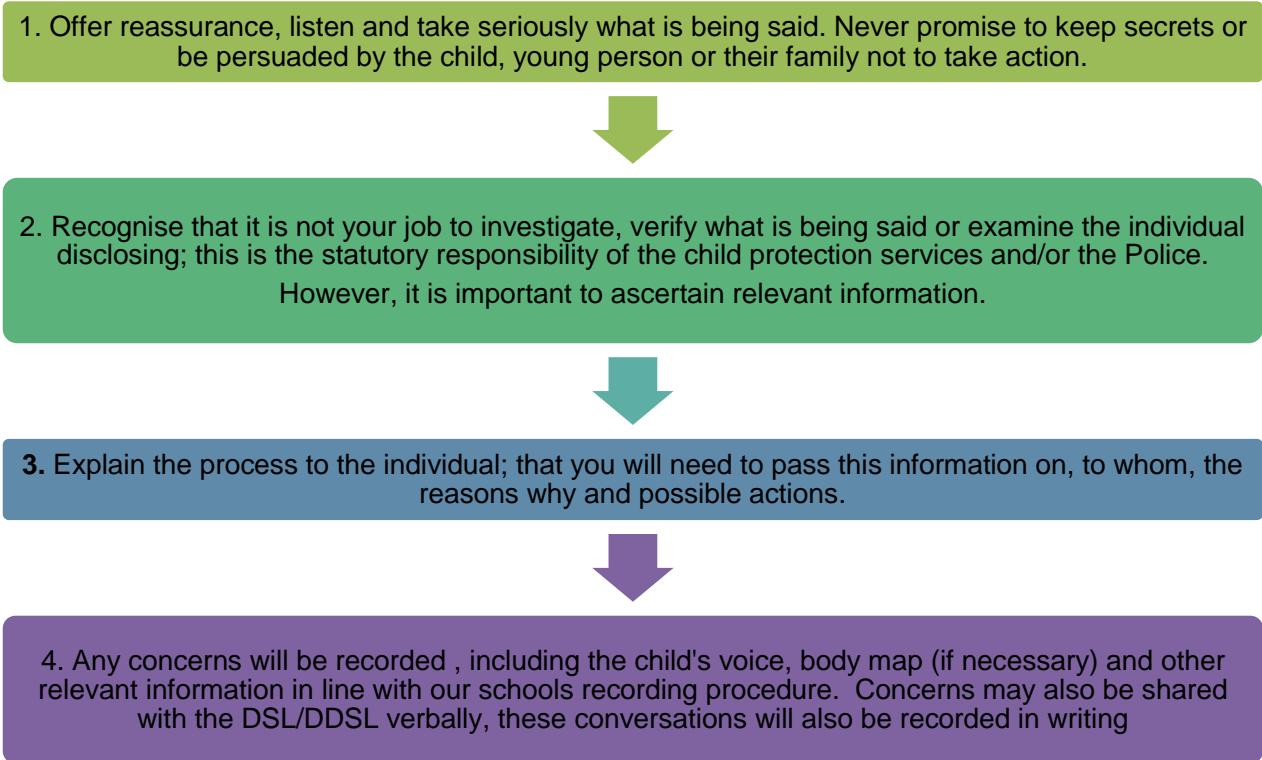 1. Offer reassurance, listen and take seriously what is being said. Never promise to keep secrets or
be persuaded by the child, young person or their family not to take action.
2. Recognise that it is not your job to investigate, verify what is being said or examine the individual
disclosing; this is the statutory responsibility of the child protection services and/or the Police.
However, it is important to ascertain relevant information.
3. Explain the process to the individual; that you will need to pass this information on, to whom, the
reasons why and possible actions.
4. Any concerns will be recorded , including the child's voice, body map (if necessary) and other
relevant information in line with our schools recording procedure.  Concerns may also be shared
with the DSL/DDSL verbally, these conversations will also be recorded in writing